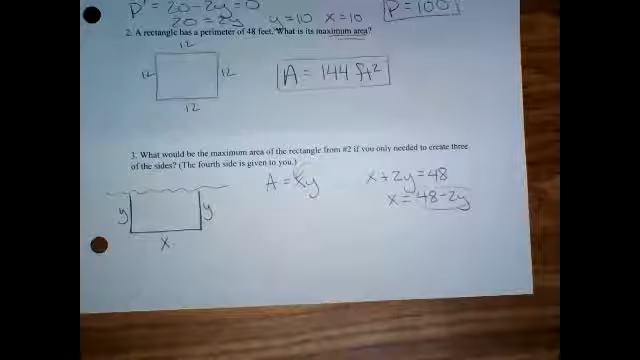 P' = 20 - 2y = 0
20 = 2y y = 10 x = 10
P = 100
2. A rectangle has a perimeter of 48 feet. What is its maximum area?
12
12 12
12
A = 144 ft²
3. What would be the maximum area of the rectangle from #2 if you only needed to create three
of the sides? (The fourth side is given to you.)
A = xy
x + 2y = 48
x = 48 - 2y
y y
x